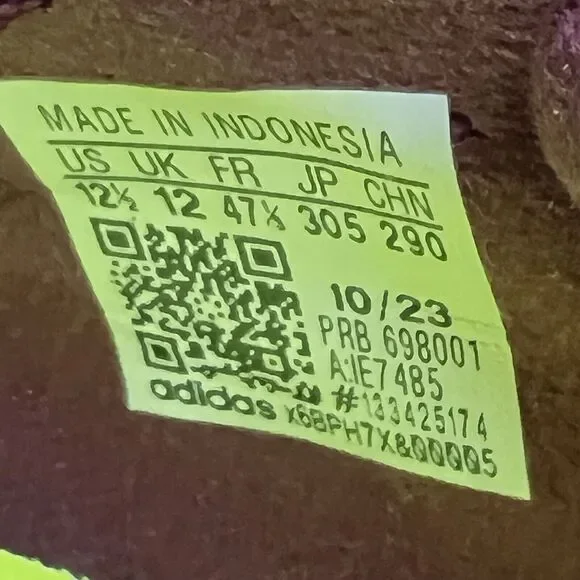 MADE IN INDONESIA
US UK FR JP CHN
12½ 12 47⅓ 305 290
10/23
PRB 698001
A:IE7485
#133425174
adidas x6BPH7X&00005